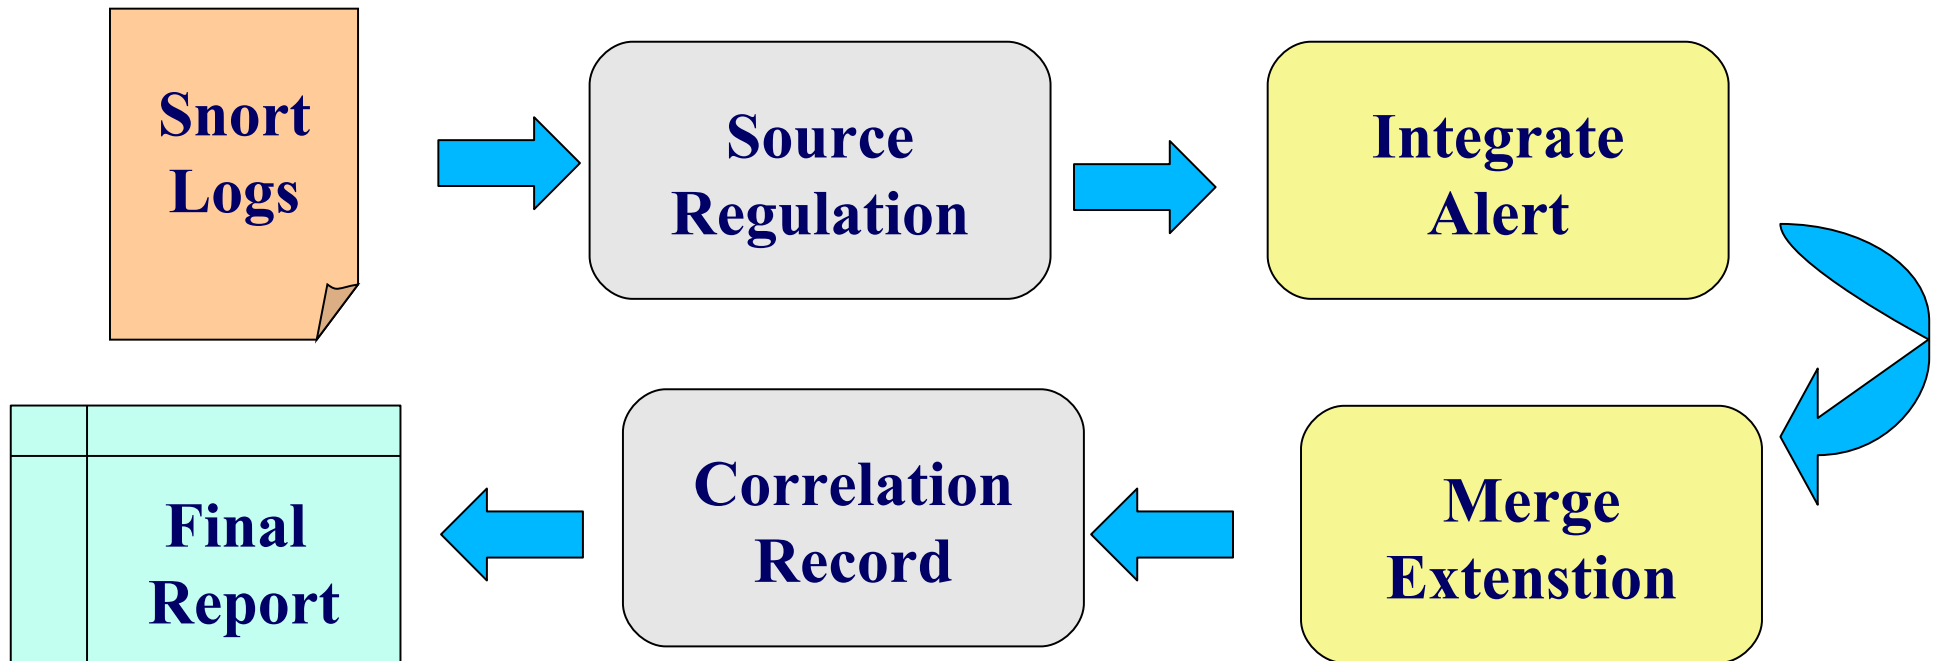 Snort
Logs
Source
Regulation
Integrate
Alert
Merge
Extenstion
Correlation
Record
Final
Report